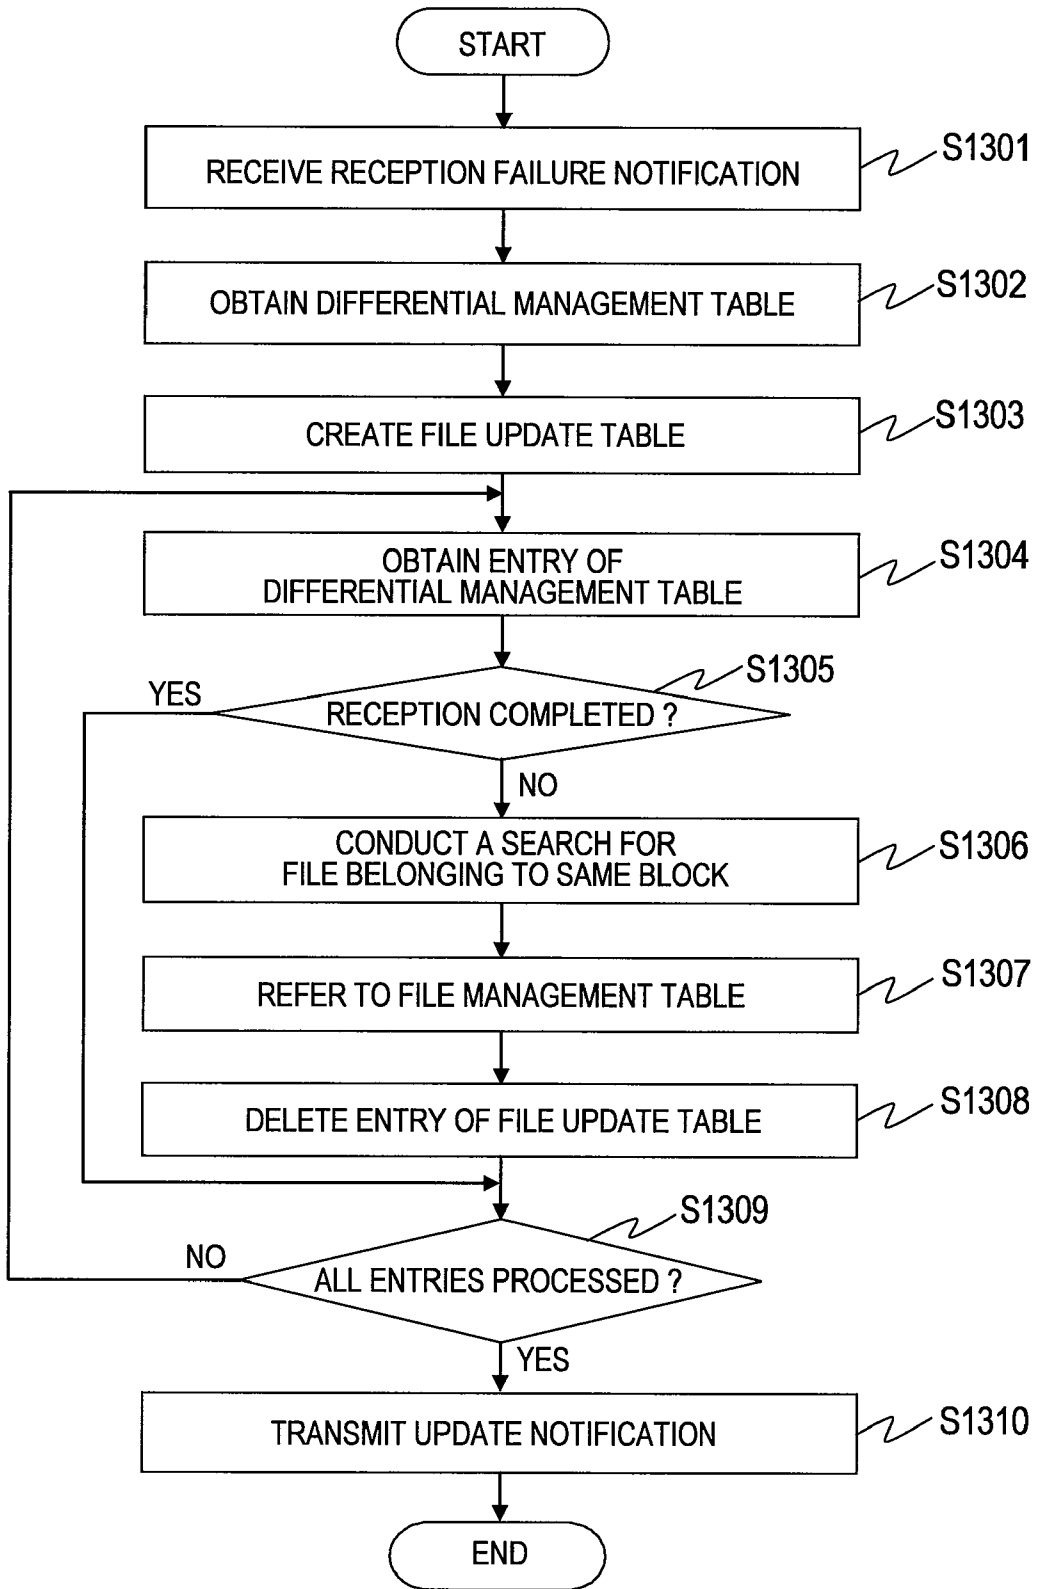 START
RECEIVE RECEPTION FAILURE NOTIFICATION
S1301
OBTAIN DIFFERENTIAL MANAGEMENT TABLE
S1302
CREATE FILE UPDATE TABLE
S1303
OBTAIN ENTRY OF
DIFFERENTIAL MANAGEMENT TABLE
S1304
RECEPTION COMPLETED ?
S1305
YES
NO
CONDUCT A SEARCH FOR
FILE BELONGING TO SAME BLOCK
S1306
REFER TO FILE MANAGEMENT TABLE
S1307
DELETE ENTRY OF FILE UPDATE TABLE
S1308
ALL ENTRIES PROCESSED ?
S1309
NO
YES
TRANSMIT UPDATE NOTIFICATION
S1310
END